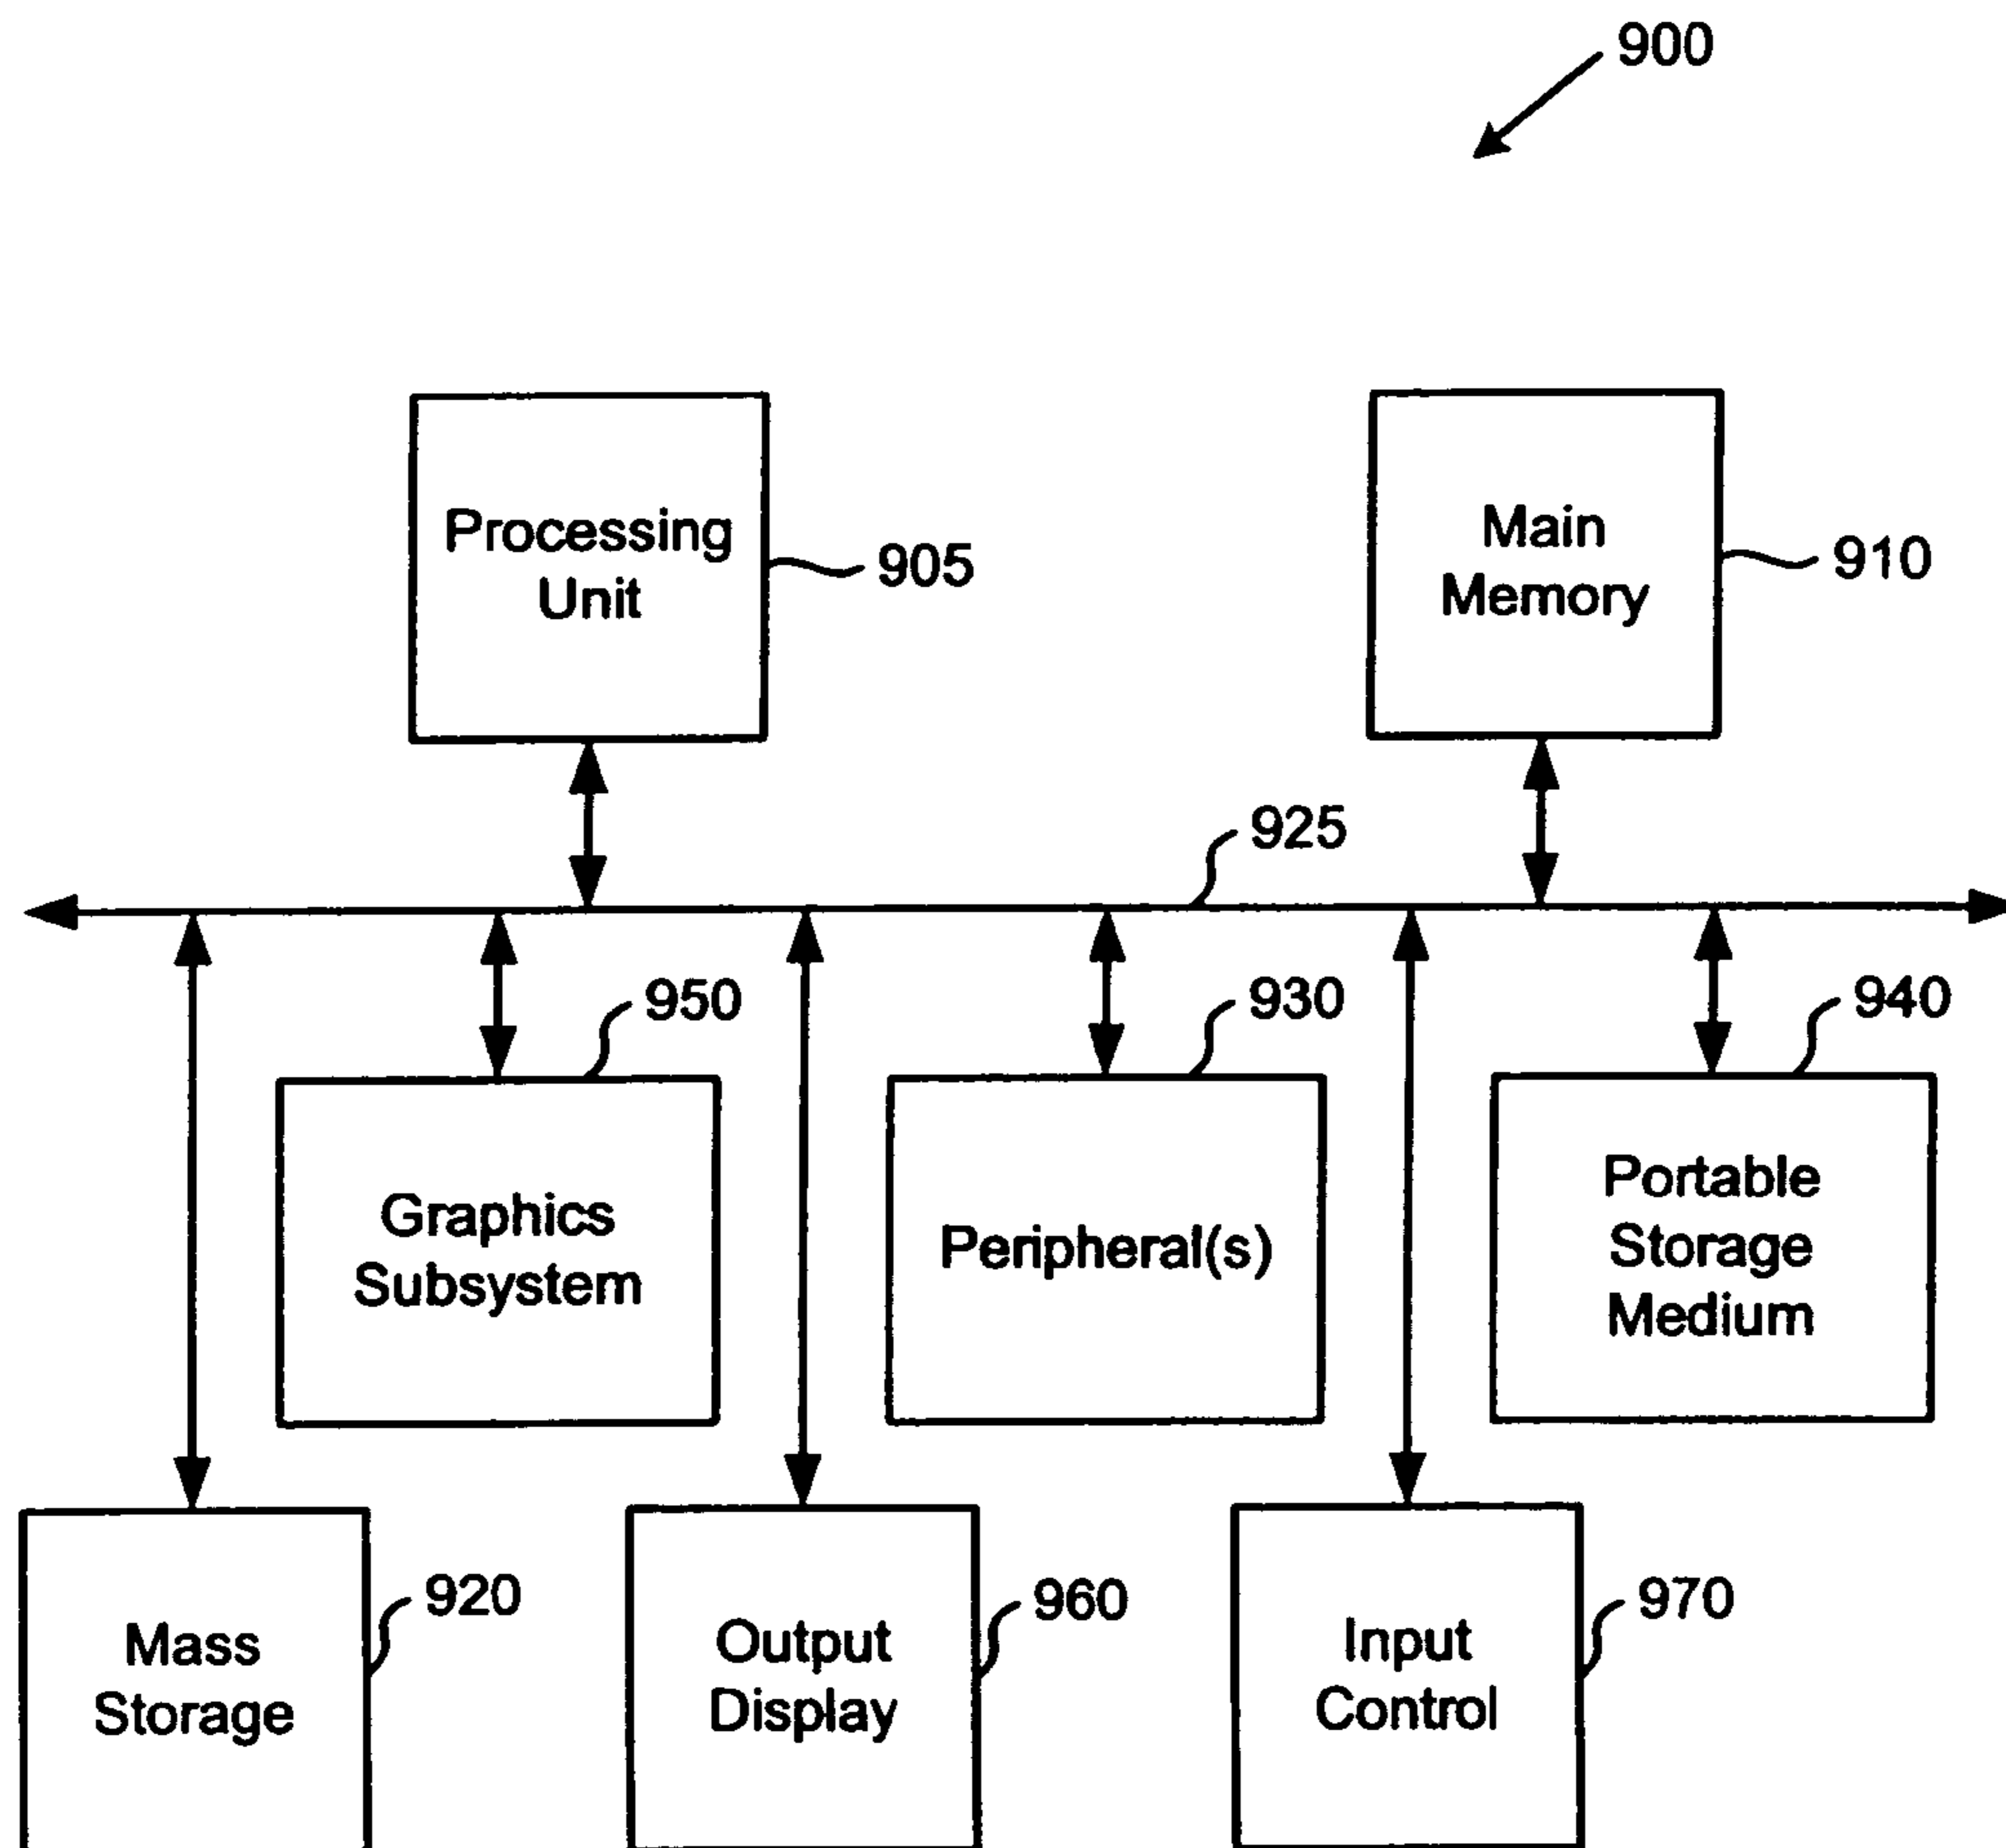 900
Processing
Unit
905
Main
Memory
910
925
950
930
940
Graphics
Subsystem
Peripheral(s)
Portable
Storage
Medium
920
960
970
Mass
Storage
Output
Display
Input
Control